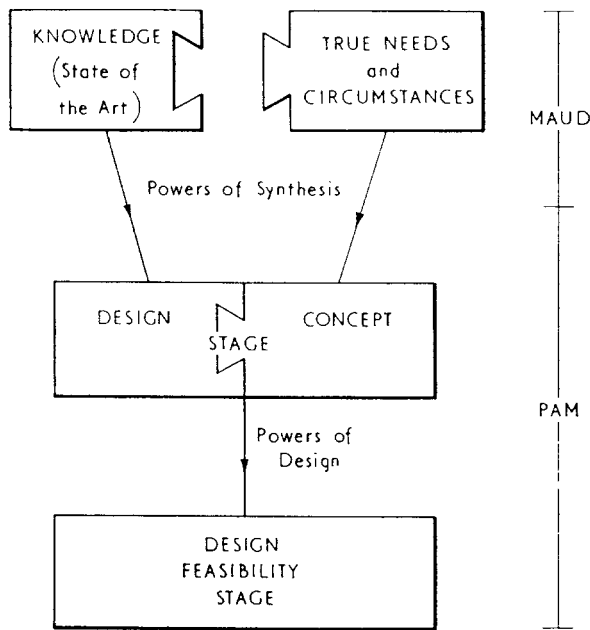 KNOWLEDGE
(State of
the Art)
TRUE NEEDS
and
CIRCUMSTANCES
MAUD
Powers of Synthesis
DESIGN
STAGE
CONCEPT
PAM
Powers of
Design
DESIGN
FEASIBILITY
STAGE